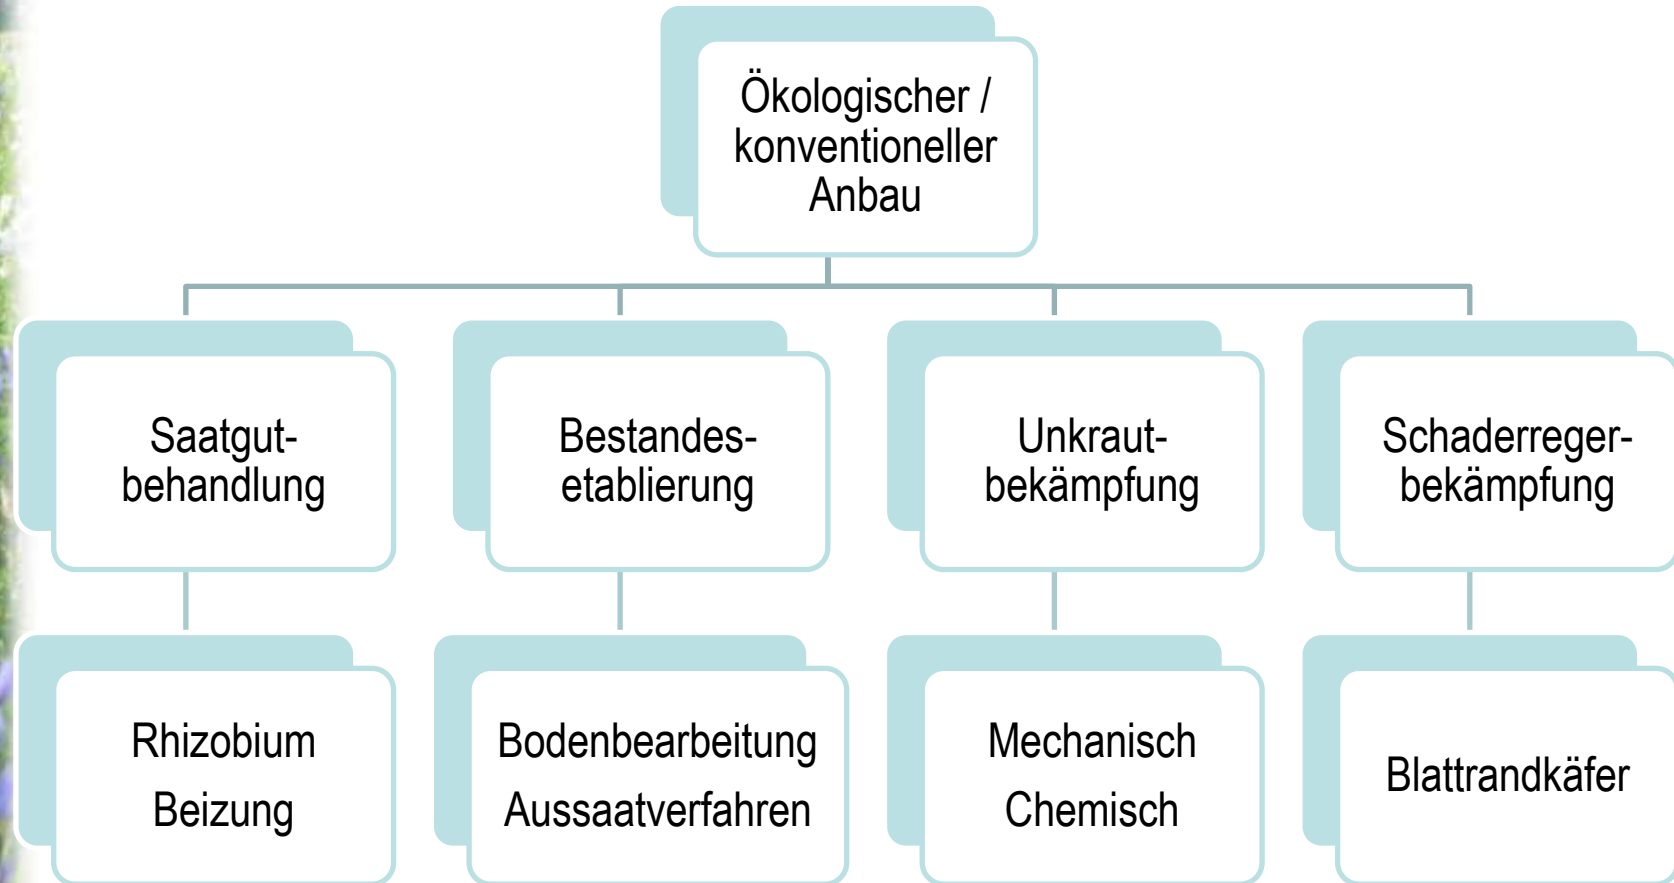 Ökologischer /
konventioneller
Anbau
Saatgut-
behandlung
Bestandes-
etablierung
Unkraut-
bekämpfung
Schaderreger-
bekämpfung
Rhizobium
Beizung
Bodenbearbeitung
Aussaatverfahren
Mechanisch
Chemisch
Blattrandkäfer